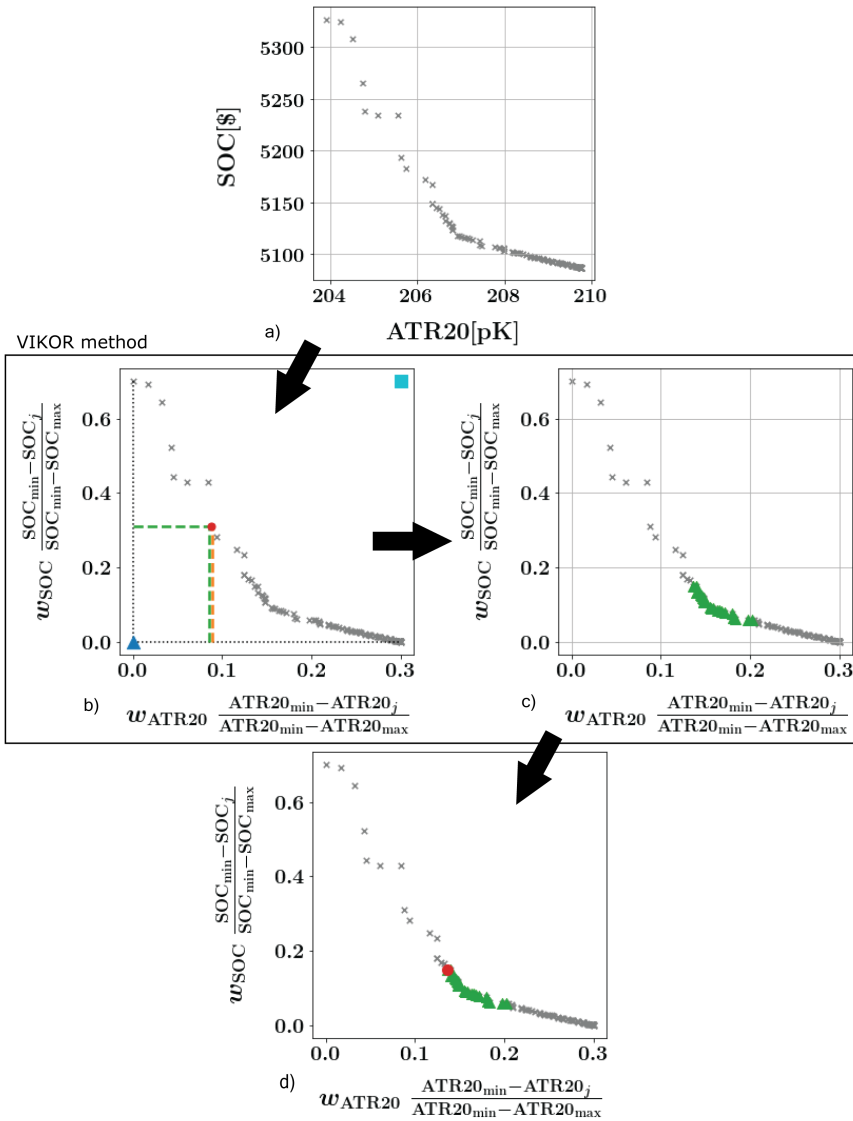 SOC[$]
5300
5250
5200
5150
5100
204 206 208 210
a)
ATR20[pK]
VIKOR method
w_SOC (SOC_min−SOC_j)/(SOC_min−SOC_max)
0.6
0.4
0.2
0.0
0.0 0.1 0.2 0.3
b)
w_ATR20 (ATR20_min−ATR20_j)/(ATR20_min−ATR20_max)
w_SOC (SOC_min−SOC_j)/(SOC_min−SOC_max)
0.6
0.4
0.2
0.0
0.0 0.1 0.2 0.3
c)
w_ATR20 (ATR20_min−ATR20_j)/(ATR20_min−ATR20_max)
w_SOC (SOC_min−SOC_j)/(SOC_min−SOC_max)
0.6
0.4
0.2
0.0
0.0 0.1 0.2 0.3
d)
w_ATR20 (ATR20_min−ATR20_j)/(ATR20_min−ATR20_max)